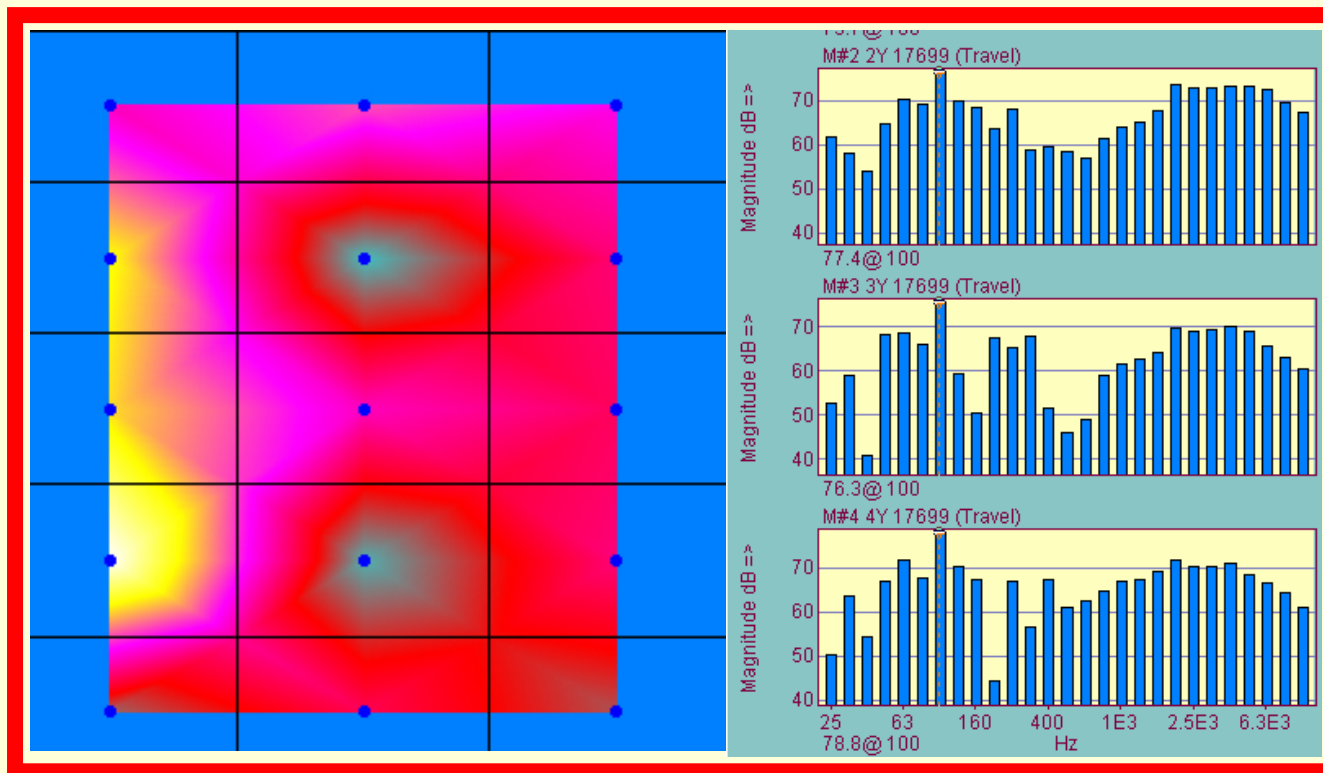 M#2 2Y 17699 (Travel)
Magnitude dB =>
70
60
50
40
77.4@100
M#3 3Y 17699 (Travel)
Magnitude dB =>
70
60
50
40
76.3@100
M#4 4Y 17699 (Travel)
Magnitude dB =>
70
60
50
40
25 63 160 400 1E3 2.5E3 6.3E3
78.8@100 Hz